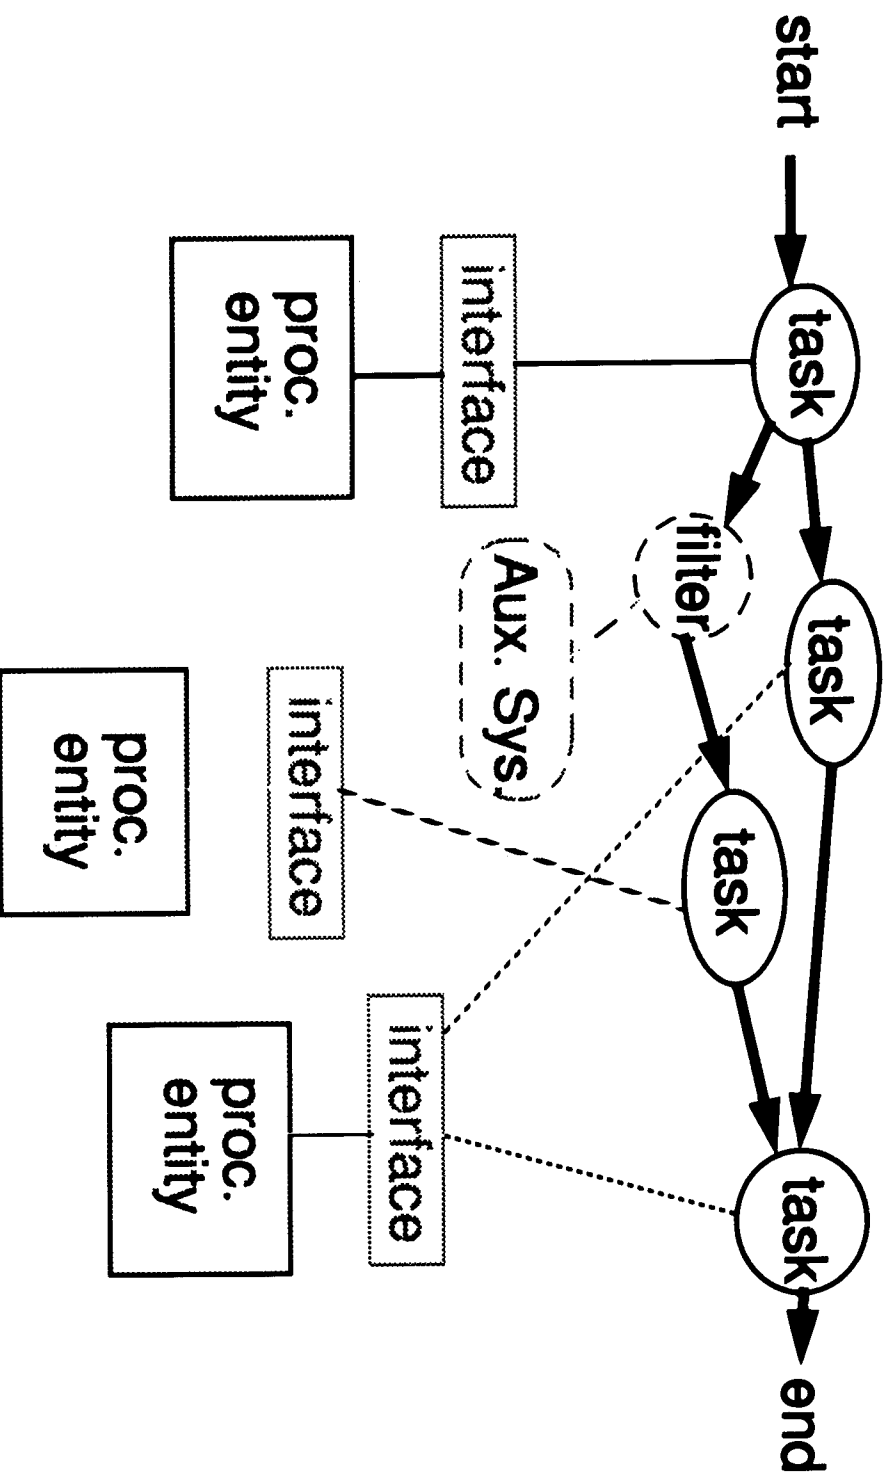 start
task
task
filter
task
task
end
Aux. Sys.
interface
interface
interface
proc.
entity
proc.
entity
proc.
entity